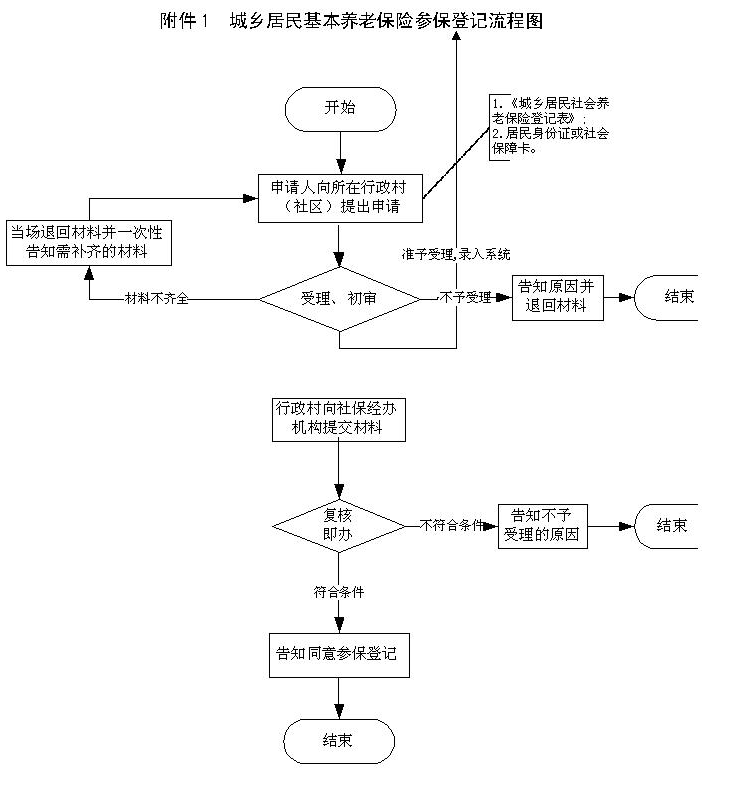 附件1 城乡居民基本养老保险参保登记流程图
开始
1.《城乡居民社会养
老保险登记表》;
2.居民身份证或社会
保障卡。
申请人向所在行政村
（社区）提出申请
当场退回材料并一次性
告知需补齐的材料
准予受理,录入系统
材料不齐全
受理、初审
不予受理
告知原因并
退回材料
结束
行政村向社保经办
机构提交材料
复核
即办
不符合条件
告知不予
受理的原因
结束
符合条件
告知同意参保登记
结束